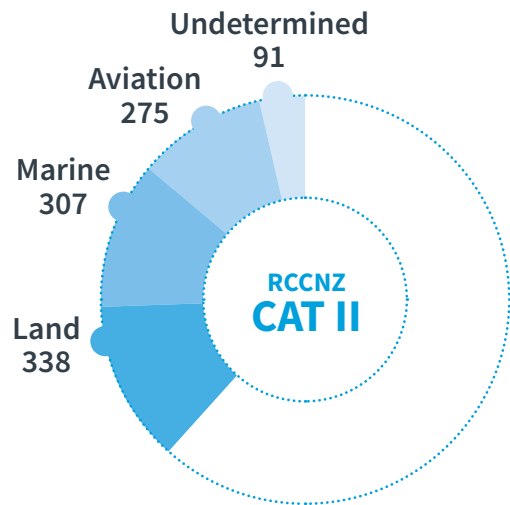 Undetermined
91
Aviation
275
Marine
307
Land
338
RCCNZ
CAT II